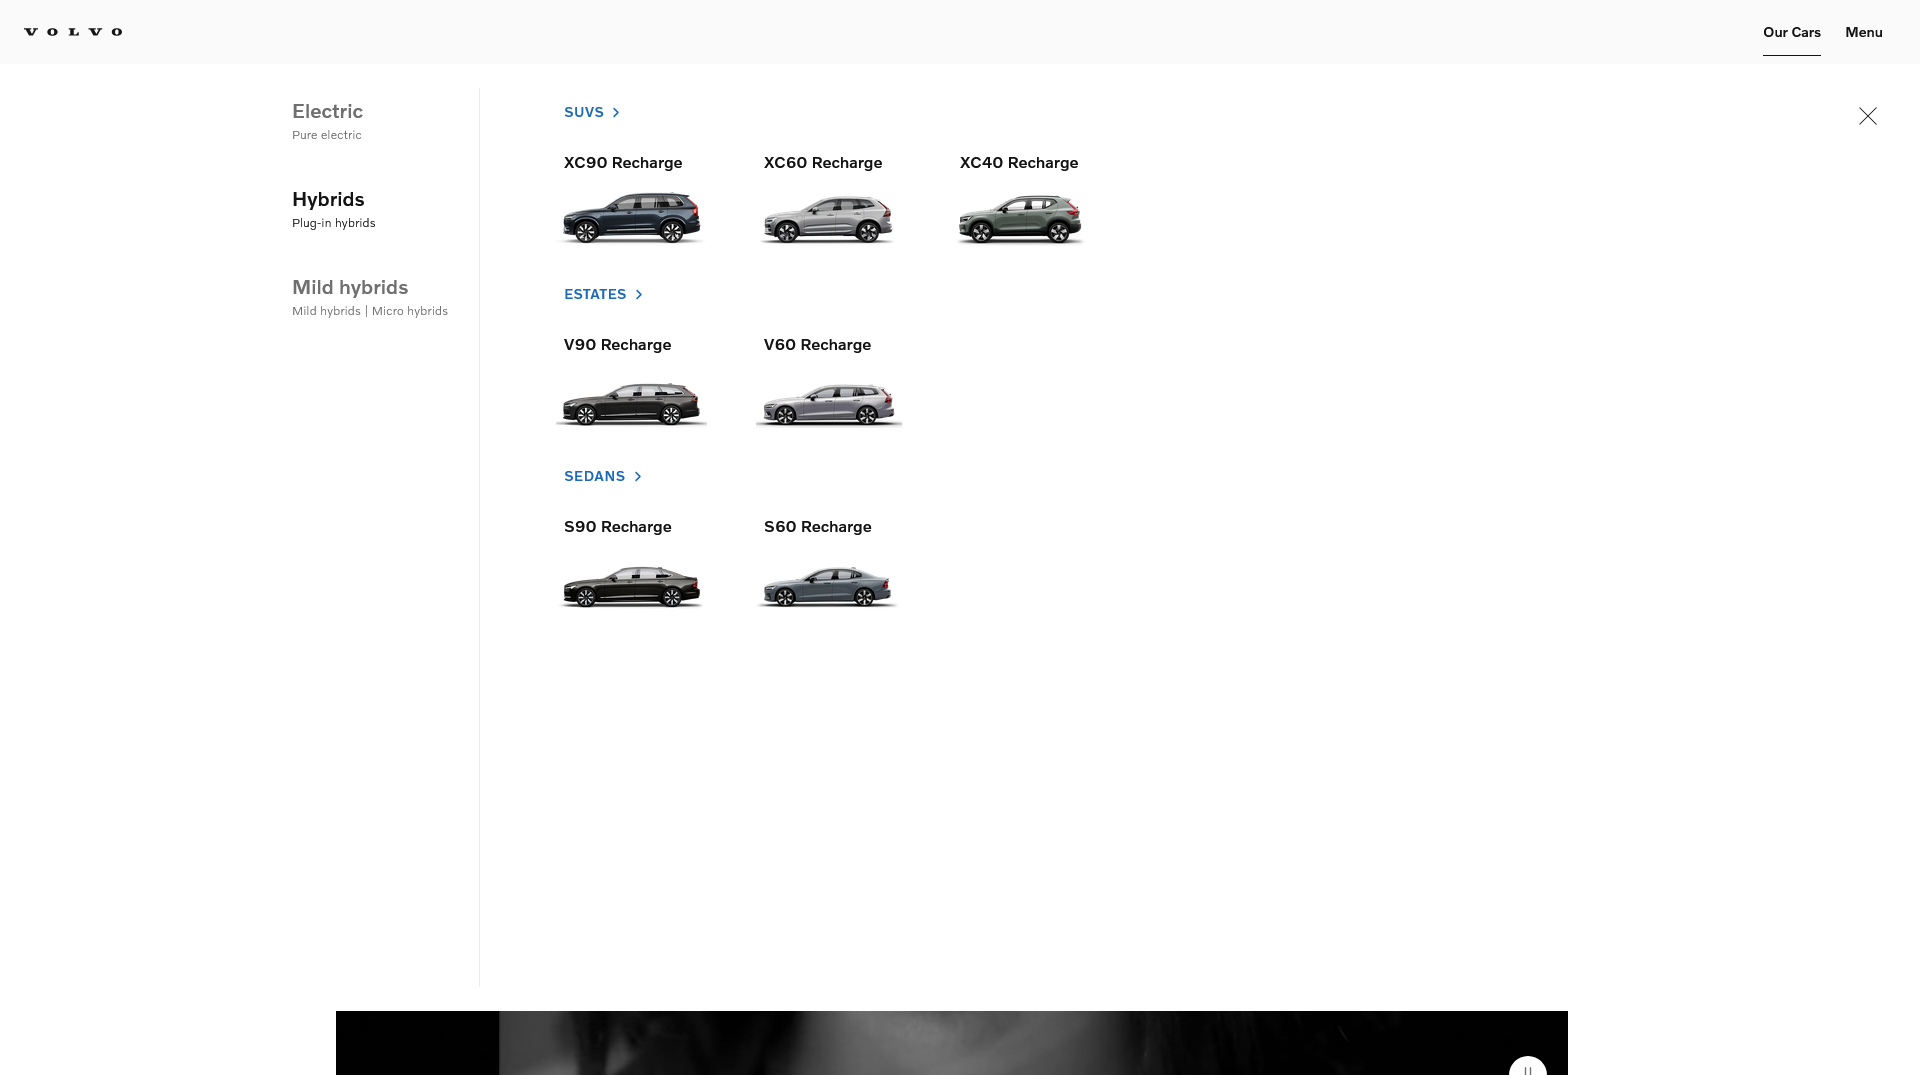 VOLVO
Our Cars
Menu
Electric
Pure electric
Hybrids
Plug-in hybrids
Mild hybrids
Mild hybrids | Micro hybrids
SUVS
XC90 Recharge
XC60 Recharge
XC40 Recharge
ESTATES
V90 Recharge
V60 Recharge
SEDANS
S90 Recharge
S60 Recharge